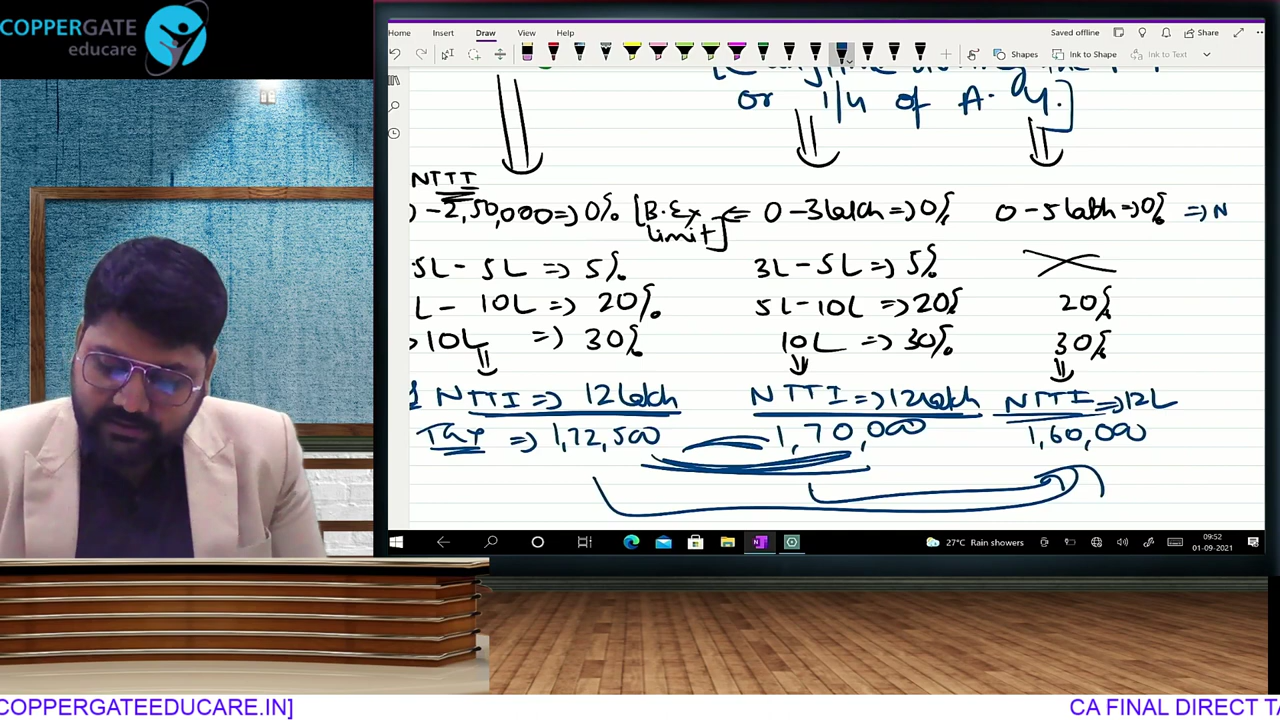 COPPERGATE
educare
Home Insert Draw View Help
Saved offline
Share
Shapes
Ink to Shape
Ink to Text
or 1/4 of A.Y.]
NTTI
-2,50,000 => 0% [B.Ex limit] <= 0-3lakh => 0% 0-5lakh => 0% => N
5L - 5L => 5% 3L - 5L => 5%
L - 10L => 20% 5L-10L => 20% 20%
10L => 30% 10L => 30% 30%
NTTI => 12lakh NTTI => 12lakh NTTI => 12L
Tax => 1,72,500 1,70,000 1,60,000
27°C Rain showers
09:52
01-09-2021
COPPERGATEEDUCARE.IN]
CA FINAL DIRECT TA